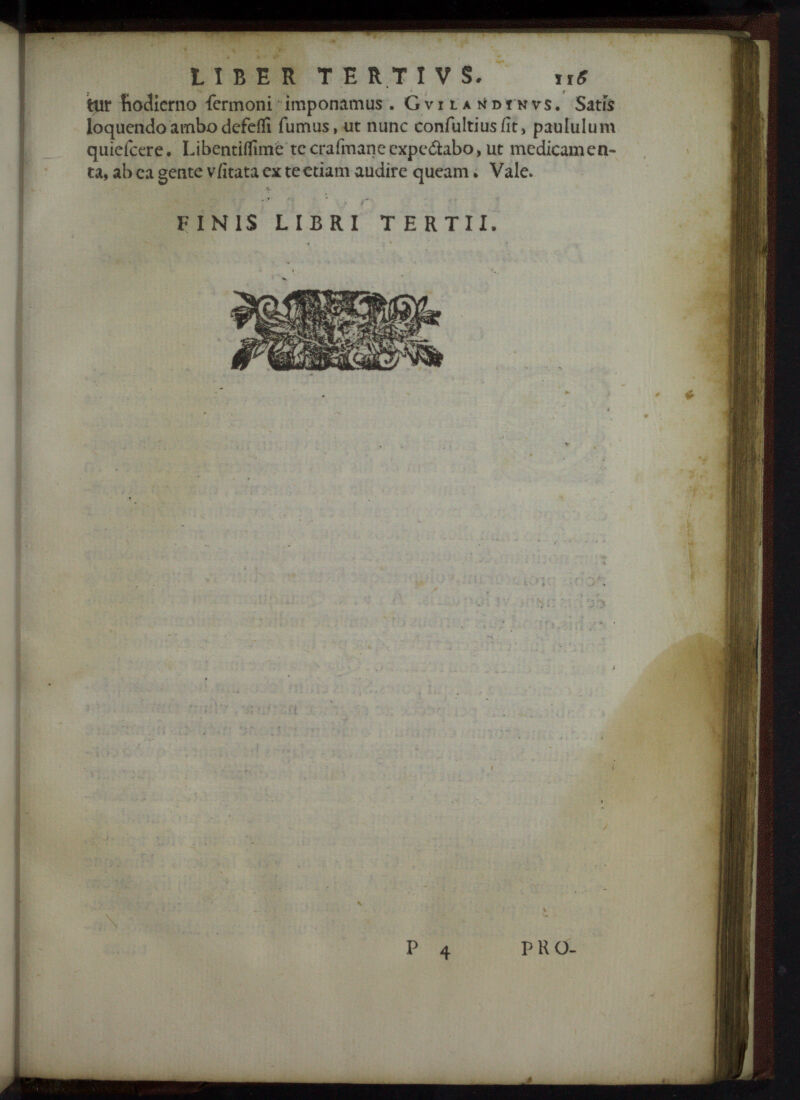 LIBER TERTIVS. 116
tur hodierno ſermoni imponamus. GVILANDINVS. Satis
loquendo ambo defeſſi ſumus, ut nunc conſultius ſit, paululum
quieſcere. Libentiſſimè te craſmane expectabo, ut medicamen-
ta, ab ea gente vſitata ex te etiam audire queam. Vale.
FINIS LIBRI TERTII.
P 4 PRO-